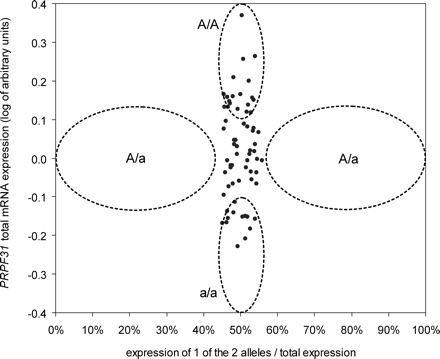 PRPF31 total mRNA expression (log of arbitrary units)
0.4
0.3
0.2
0.1
0.0
-0.1
-0.2
-0.3
-0.4
A/A
A/a
A/a
a/a
0% 10% 20% 30% 40% 50% 60% 70% 80% 90% 100%
expression of 1 of the 2 alleles / total expression